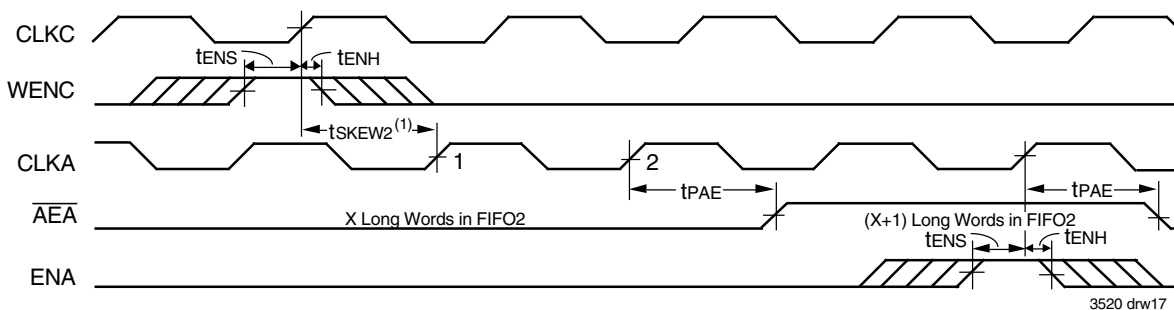 CLKC
tENS
tENH
WENC
tSKEW2 (1)
CLKA
1
2
tPAE
tPAE
AEA
X Long Words in FIFO2
(X+1) Long Words in FIFO2
tENS
tENH
ENA
3520 drw17